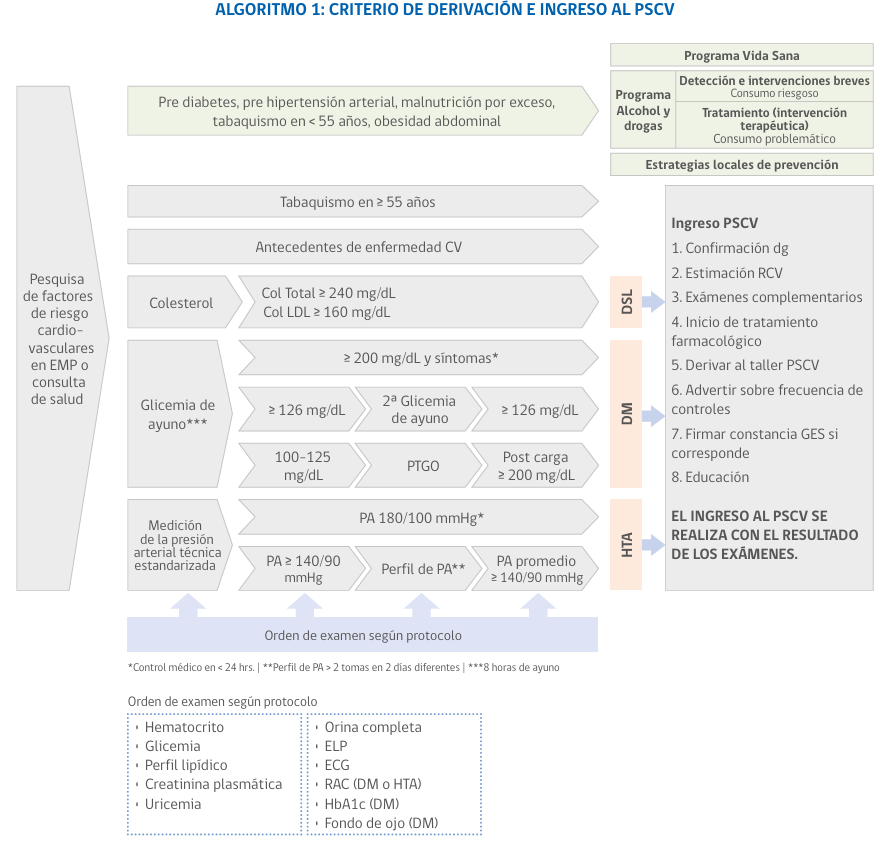 ALGORITMO 1: CRITERIO DE DERIVACIÓN E INGRESO AL PSCV
Pesquisa
de factores
de riesgo
cardio-
vasculares
en EMP o
consulta
de salud
Pre diabetes, pre hipertensión arterial, malnutrición por exceso,
tabaquismo en < 55 años, obesidad abdominal
Programa Vida Sana
Programa
Alcohol y
drogas
Detección e intervenciones breves
Consumo riesgoso
Tratamiento (intervención
terapéutica)
Consumo problemático
Estrategias locales de prevención
Tabaquismo en ≥ 55 años
Antecedentes de enfermedad CV
Colesterol
Col Total ≥ 240 mg/dL
Col LDL ≥ 160 mg/dL
DSL
Glicemia de
ayuno***
≥ 200 mg/dL y síntomas*
≥ 126 mg/dL
2ª Glicemia
de ayuno
≥ 126 mg/dL
100-125
mg/dL
PTGO
Post carga
≥ 200 mg/dL
DM
Medición
de la presión
arterial técnica
estandarizada
PA 180/100 mmHg*
PA ≥ 140/90
mmHg
Perfil de PA**
PA promedio
≥ 140/90 mmHg
HTA
Ingreso PSCV
1. Confirmación dg
2. Estimación RCV
3. Exámenes complementarios
4. Inicio de tratamiento
farmacológico
5. Derivar al taller PSCV
6. Advertir sobre frecuencia de
controles
7. Firmar constancia GES si
corresponde
8. Educación
EL INGRESO AL PSCV SE
REALIZA CON EL RESULTADO
DE LOS EXÁMENES.
Orden de examen según protocolo
*Control médico en < 24 hrs. | **Perfil de PA > 2 tomas en 2 días diferentes | ***8 horas de ayuno
Orden de examen según protocolo
• Hematocrito
• Glicemia
• Perfil lipídico
• Creatinina plasmática
• Uricemia
• Orina completa
• ELP
• ECG
• RAC (DM o HTA)
• HbA1c (DM)
• Fondo de ojo (DM)